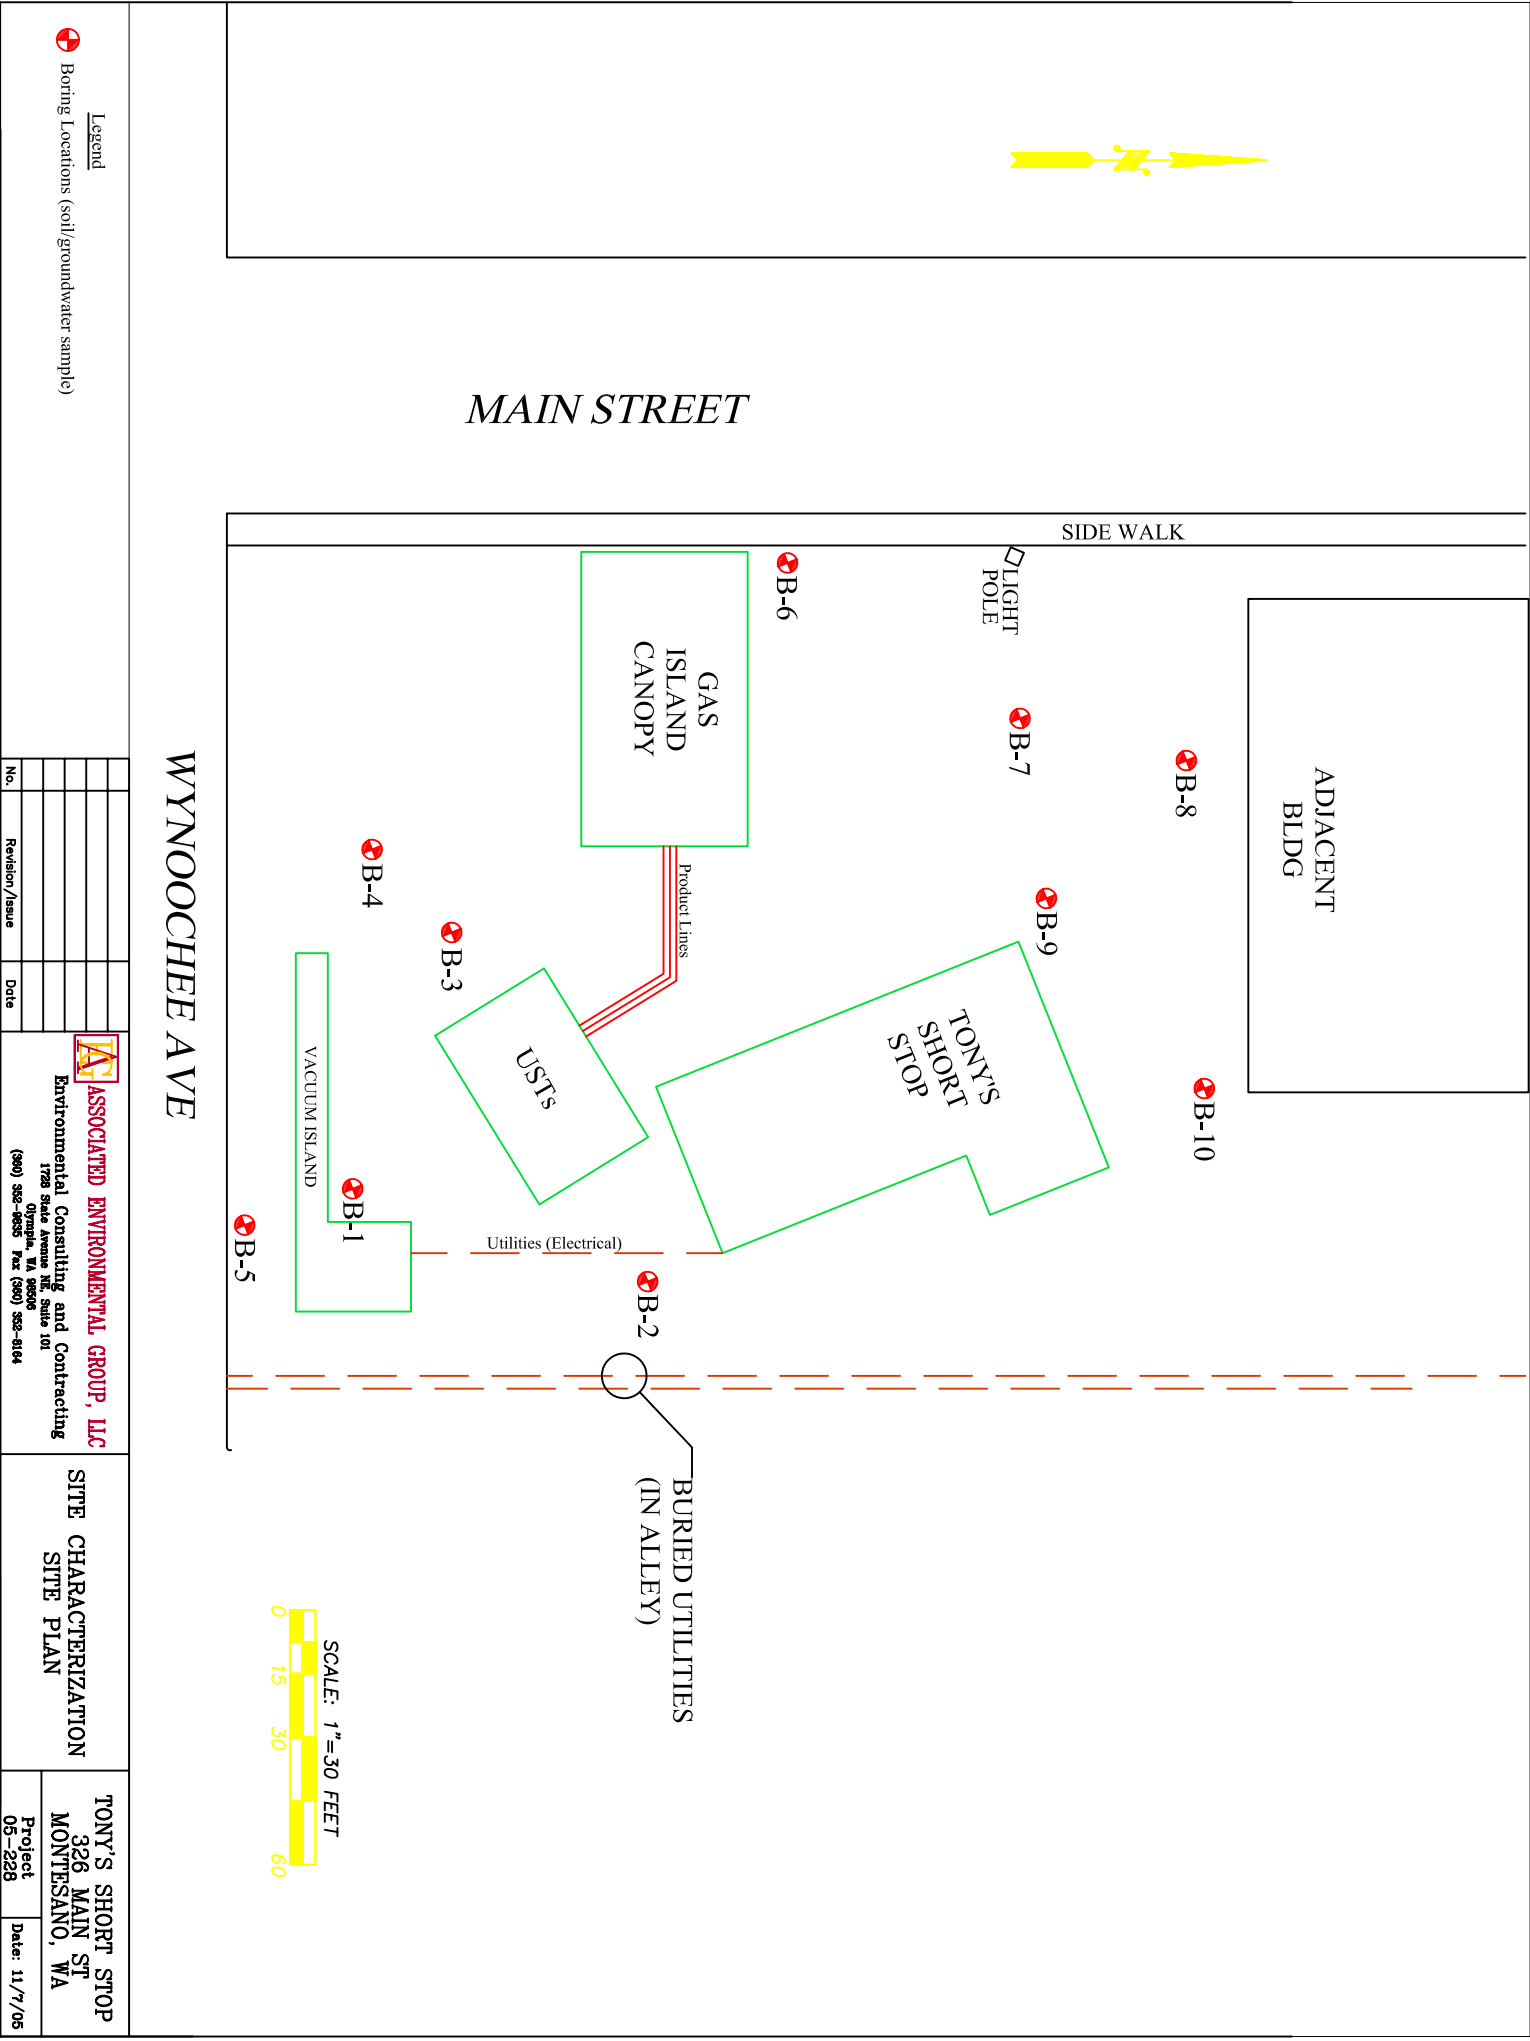 MAIN STREET
SIDE WALK
LIGHT
POLE
ADJACENT
BLDG
B-6
B-7
B-8
B-9
B-10
GAS
ISLAND
CANOPY
Product Lines
TONY'S
SHORT
STOP
USTs
B-4
B-3
VACUUM ISLAND
B-1
B-5
Utilities (Electrical)
B-2
BURIED UTILITIES
(IN ALLEY)
WYNOOCHEE AVE
SCALE: 1"=30 FEET
0 15 30 60
Legend
Boring Locations (soil/groundwater sample)
No. Revision/Issue Date
AEG
ASSOCIATED ENVIRONMENTAL GROUP, LLC
Environmental Consulting and Contracting
1728 State Avenue NE, Suite 101
Olympia, WA 98506
(360) 352-9835 Fax (360) 352-8164
SITE CHARACTERIZATION
SITE PLAN
TONY'S SHORT STOP
326 MAIN ST
MONTESANO, WA
Project
05-228
Date: 11/7/05
N